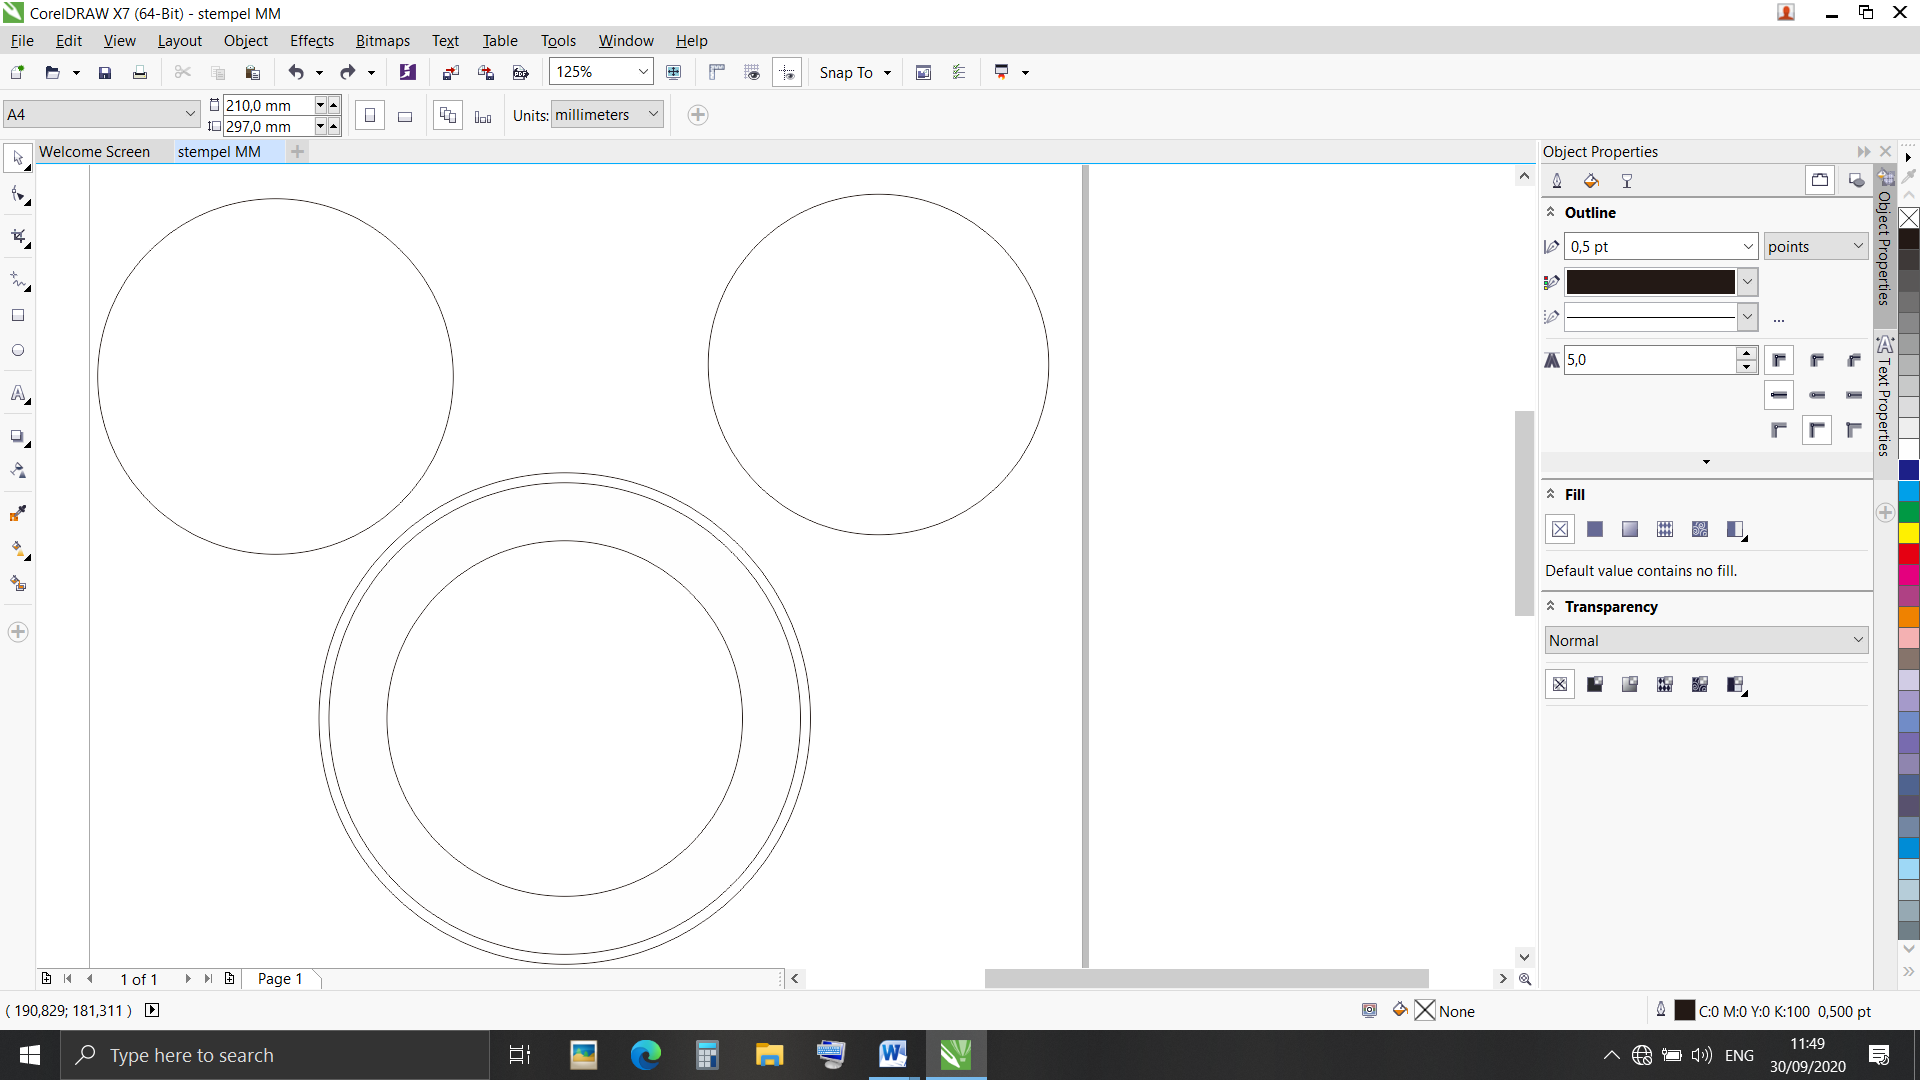 CorelDRAW X7 (64-Bit) - stempel MM
File Edit View Layout Object Effects Bitmaps Text Table Tools Window Help
125% Snap To
A4 210,0 mm Units: millimeters
297,0 mm
Welcome Screen stempel MM
Object Properties
Outline
0,5 pt points
5,0
Fill
Default value contains no fill.
Transparency
Normal
Object Properties
Text Properties
1 of 1 Page 1
( 190,829; 181,311 ) None C:0 M:0 Y:0 K:100 0,500 pt
Type here to search ENG
11:49
30/09/2020